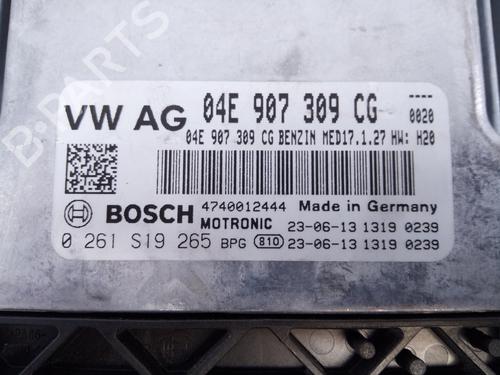 B-PARTS
VW AG 04E 907 309 CG ----
0020
04E 907 309 CG BENZIN MED17.1.27 HW: H20
BOSCH 4740012444 Made in Germany
MOTRONIC 23-06-13 1319 0239
0 261 S19 265 BPG 810 23-06-13 1319 0239